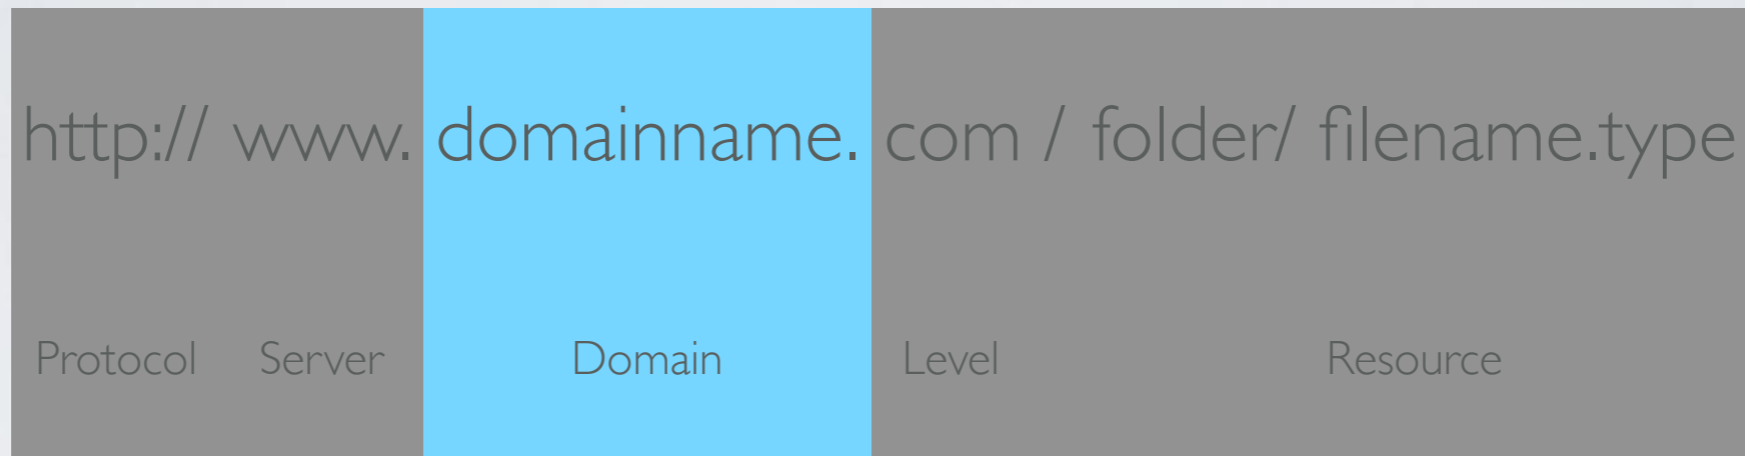 http:// www. domainname. com / folder/ filename.type
Protocol Server Domain Level Resource